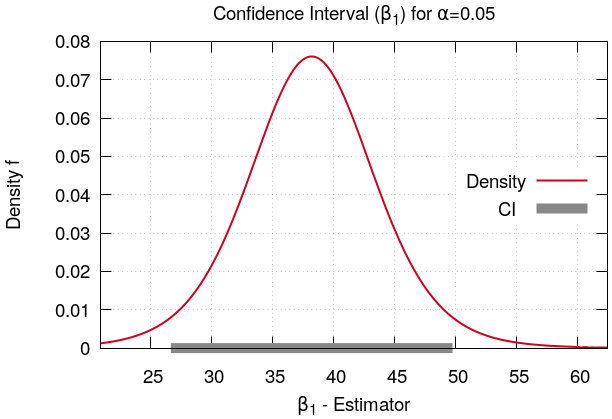 Confidence Interval (β₁) for α=0.05
0.08
0.07
0.06
0.05
0.04
0.03
0.02
0.01
0
Density f
Density
CI
25 30 35 40 45 50 55 60
β₁ - Estimator